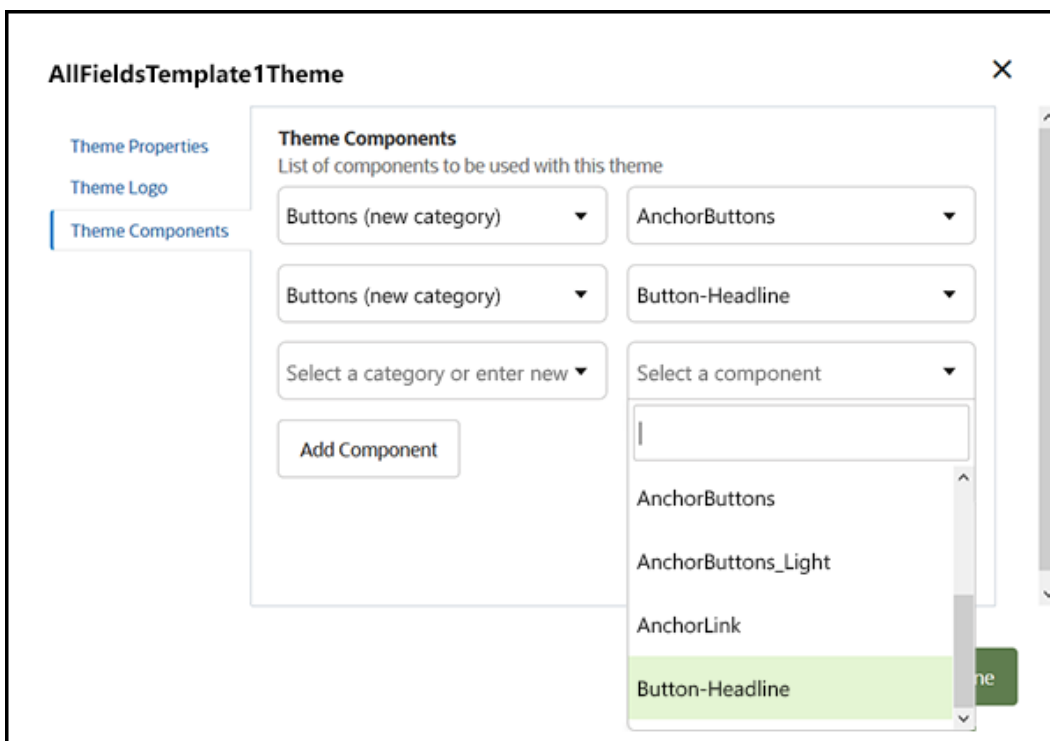 AllFieldsTemplate1Theme
Theme Properties
Theme Logo
Theme Components
Theme Components
List of components to be used with this theme
Buttons (new category)
AnchorButtons
Buttons (new category)
Button-Headline
Select a category or enter new
Select a component
Add Component
AnchorButtons
AnchorButtons_Light
AnchorLink
Button-Headline
ne